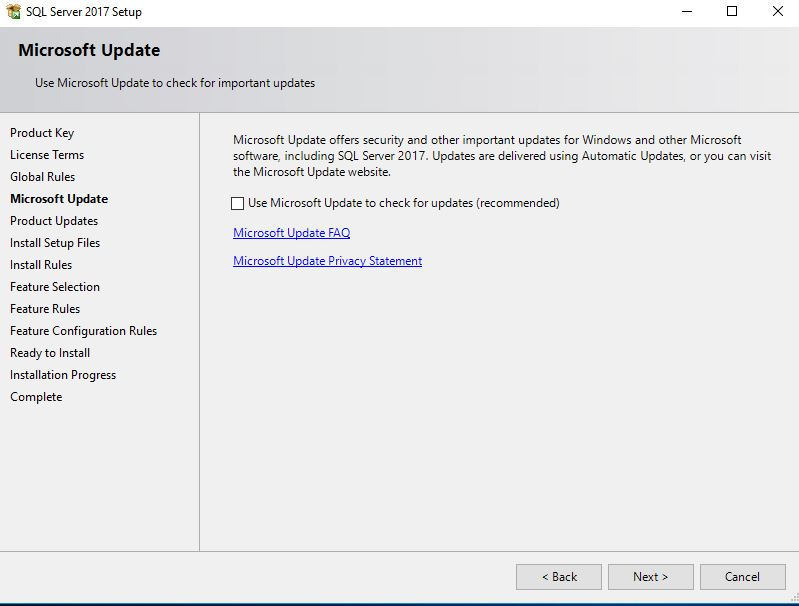 SQL Server 2017 Setup
Microsoft Update
Use Microsoft Update to check for important updates
Product Key
License Terms
Global Rules
Microsoft Update
Product Updates
Install Setup Files
Install Rules
Feature Selection
Feature Rules
Feature Configuration Rules
Ready to Install
Installation Progress
Complete
Microsoft Update offers security and other important updates for Windows and other Microsoft
software, including SQL Server 2017. Updates are delivered using Automatic Updates, or you can visit
the Microsoft Update website.
Use Microsoft Update to check for updates (recommended)
Microsoft Update FAQ
Microsoft Update Privacy Statement
< Back
Next >
Cancel